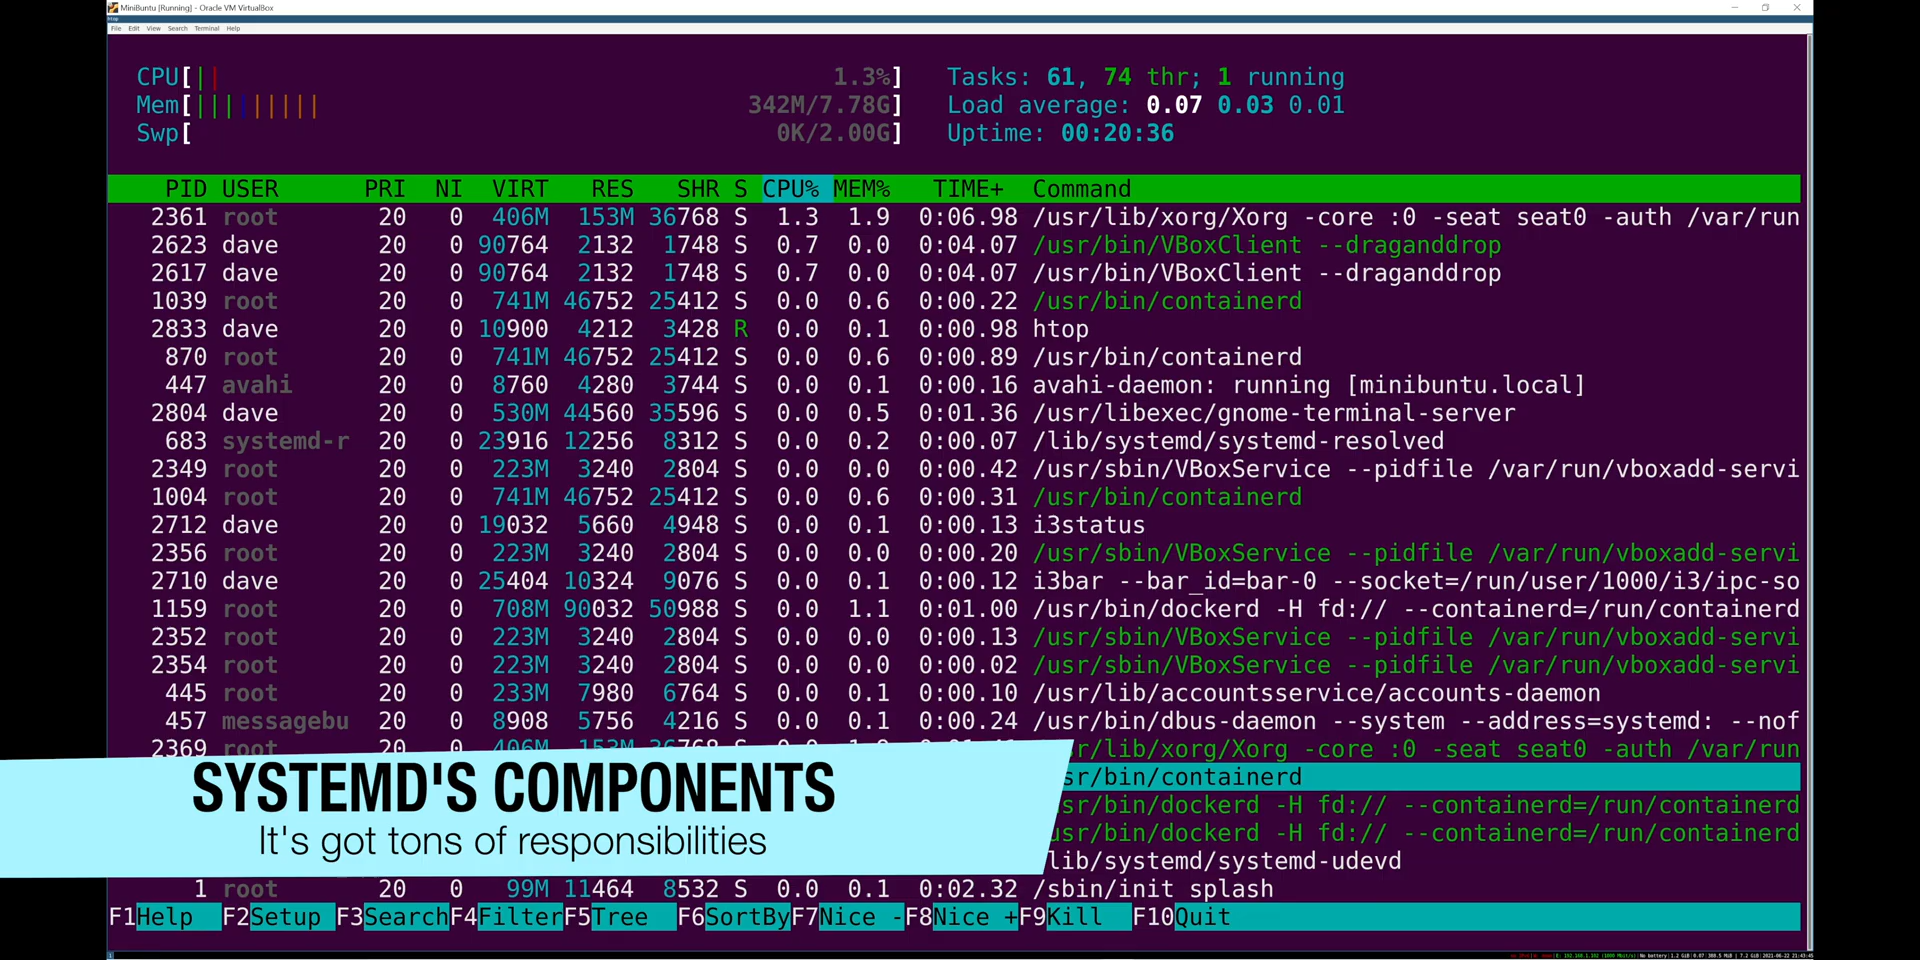 MiniBuntu [Running] - Oracle VM VirtualBox
htop
File Edit View Search Terminal Help
CPU[|| 1.3%] Tasks: 61, 74 thr; 1 running
Mem[||||||||| 342M/7.78G] Load average: 0.07 0.03 0.01
Swp[ 0K/2.00G] Uptime: 00:20:36
PID USER PRI NI VIRT RES SHR S CPU% MEM% TIME+ Command
2361 root 20 0 406M 153M 36768 S 1.3 1.9 0:06.98 /usr/lib/xorg/Xorg -core :0 -seat seat0 -auth /var/run
2623 dave 20 0 90764 2132 1748 S 0.7 0.0 0:04.07 /usr/bin/VBoxClient --draganddrop
2617 dave 20 0 90764 2132 1748 S 0.7 0.0 0:04.07 /usr/bin/VBoxClient --draganddrop
1039 root 20 0 741M 46752 25412 S 0.0 0.6 0:00.22 /usr/bin/containerd
2833 dave 20 0 10900 4212 3428 R 0.0 0.1 0:00.98 htop
870 root 20 0 741M 46752 25412 S 0.0 0.6 0:00.89 /usr/bin/containerd
447 avahi 20 0 8760 4280 3744 S 0.0 0.1 0:00.16 avahi-daemon: running [minibuntu.local]
2804 dave 20 0 530M 44560 35596 S 0.0 0.5 0:01.36 /usr/libexec/gnome-terminal-server
683 systemd-r 20 0 23916 12256 8312 S 0.0 0.2 0:00.07 /lib/systemd/systemd-resolved
2349 root 20 0 223M 3240 2804 S 0.0 0.0 0:00.42 /usr/sbin/VBoxService --pidfile /var/run/vboxadd-servi
1004 root 20 0 741M 46752 25412 S 0.0 0.6 0:00.31 /usr/bin/containerd
2712 dave 20 0 19032 5660 4948 S 0.0 0.1 0:00.13 i3status
2356 root 20 0 223M 3240 2804 S 0.0 0.0 0:00.20 /usr/sbin/VBoxService --pidfile /var/run/vboxadd-servi
2710 dave 20 0 25404 10324 9076 S 0.0 0.1 0:00.12 i3bar --bar_id=bar-0 --socket=/run/user/1000/i3/ipc-so
1159 root 20 0 708M 90032 50988 S 0.0 1.1 0:01.00 /usr/bin/dockerd -H fd:// --containerd=/run/containerd
2352 root 20 0 223M 3240 2804 S 0.0 0.0 0:00.13 /usr/sbin/VBoxService --pidfile /var/run/vboxadd-servi
2354 root 20 0 223M 3240 2804 S 0.0 0.0 0:00.02 /usr/sbin/VBoxService --pidfile /var/run/vboxadd-servi
445 root 20 0 233M 7980 6764 S 0.0 0.1 0:00.10 /usr/lib/accountsservice/accounts-daemon
457 messagebu 20 0 8908 5756 4216 S 0.0 0.1 0:00.24 /usr/bin/dbus-daemon --system --address=systemd: --nof
2369 root 20 0 406M 153M 36768 sr/lib/xorg/Xorg -core :0 -seat seat0 -auth /var/run
sr/bin/containerd
usr/bin/dockerd -H fd:// --containerd=/run/containerd
usr/bin/dockerd -H fd:// --containerd=/run/containerd
lib/systemd/systemd-udevd
SYSTEMD'S COMPONENTS
It's got tons of responsibilities
1 root 20 0 99M 11464 8532 S 0.0 0.1 0:02.32 /sbin/init splash
F1Help F2Setup F3SearchF4FilterF5Tree F6SortByF7Nice -F8Nice +F9Kill F10Quit